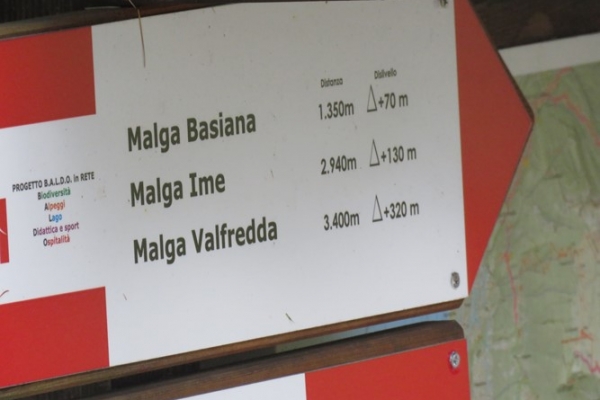 Distanza Dislivello
Malga Basiana 1.350m Δ+70 m
Malga Ime 2.940m Δ+130 m
Malga Valfredda 3.400m Δ+320 m
PROGETTO B.A.L.D.O. in RETE
Biodiversità
Alpeggi
Lago
Didattica e sport
Ospitalità